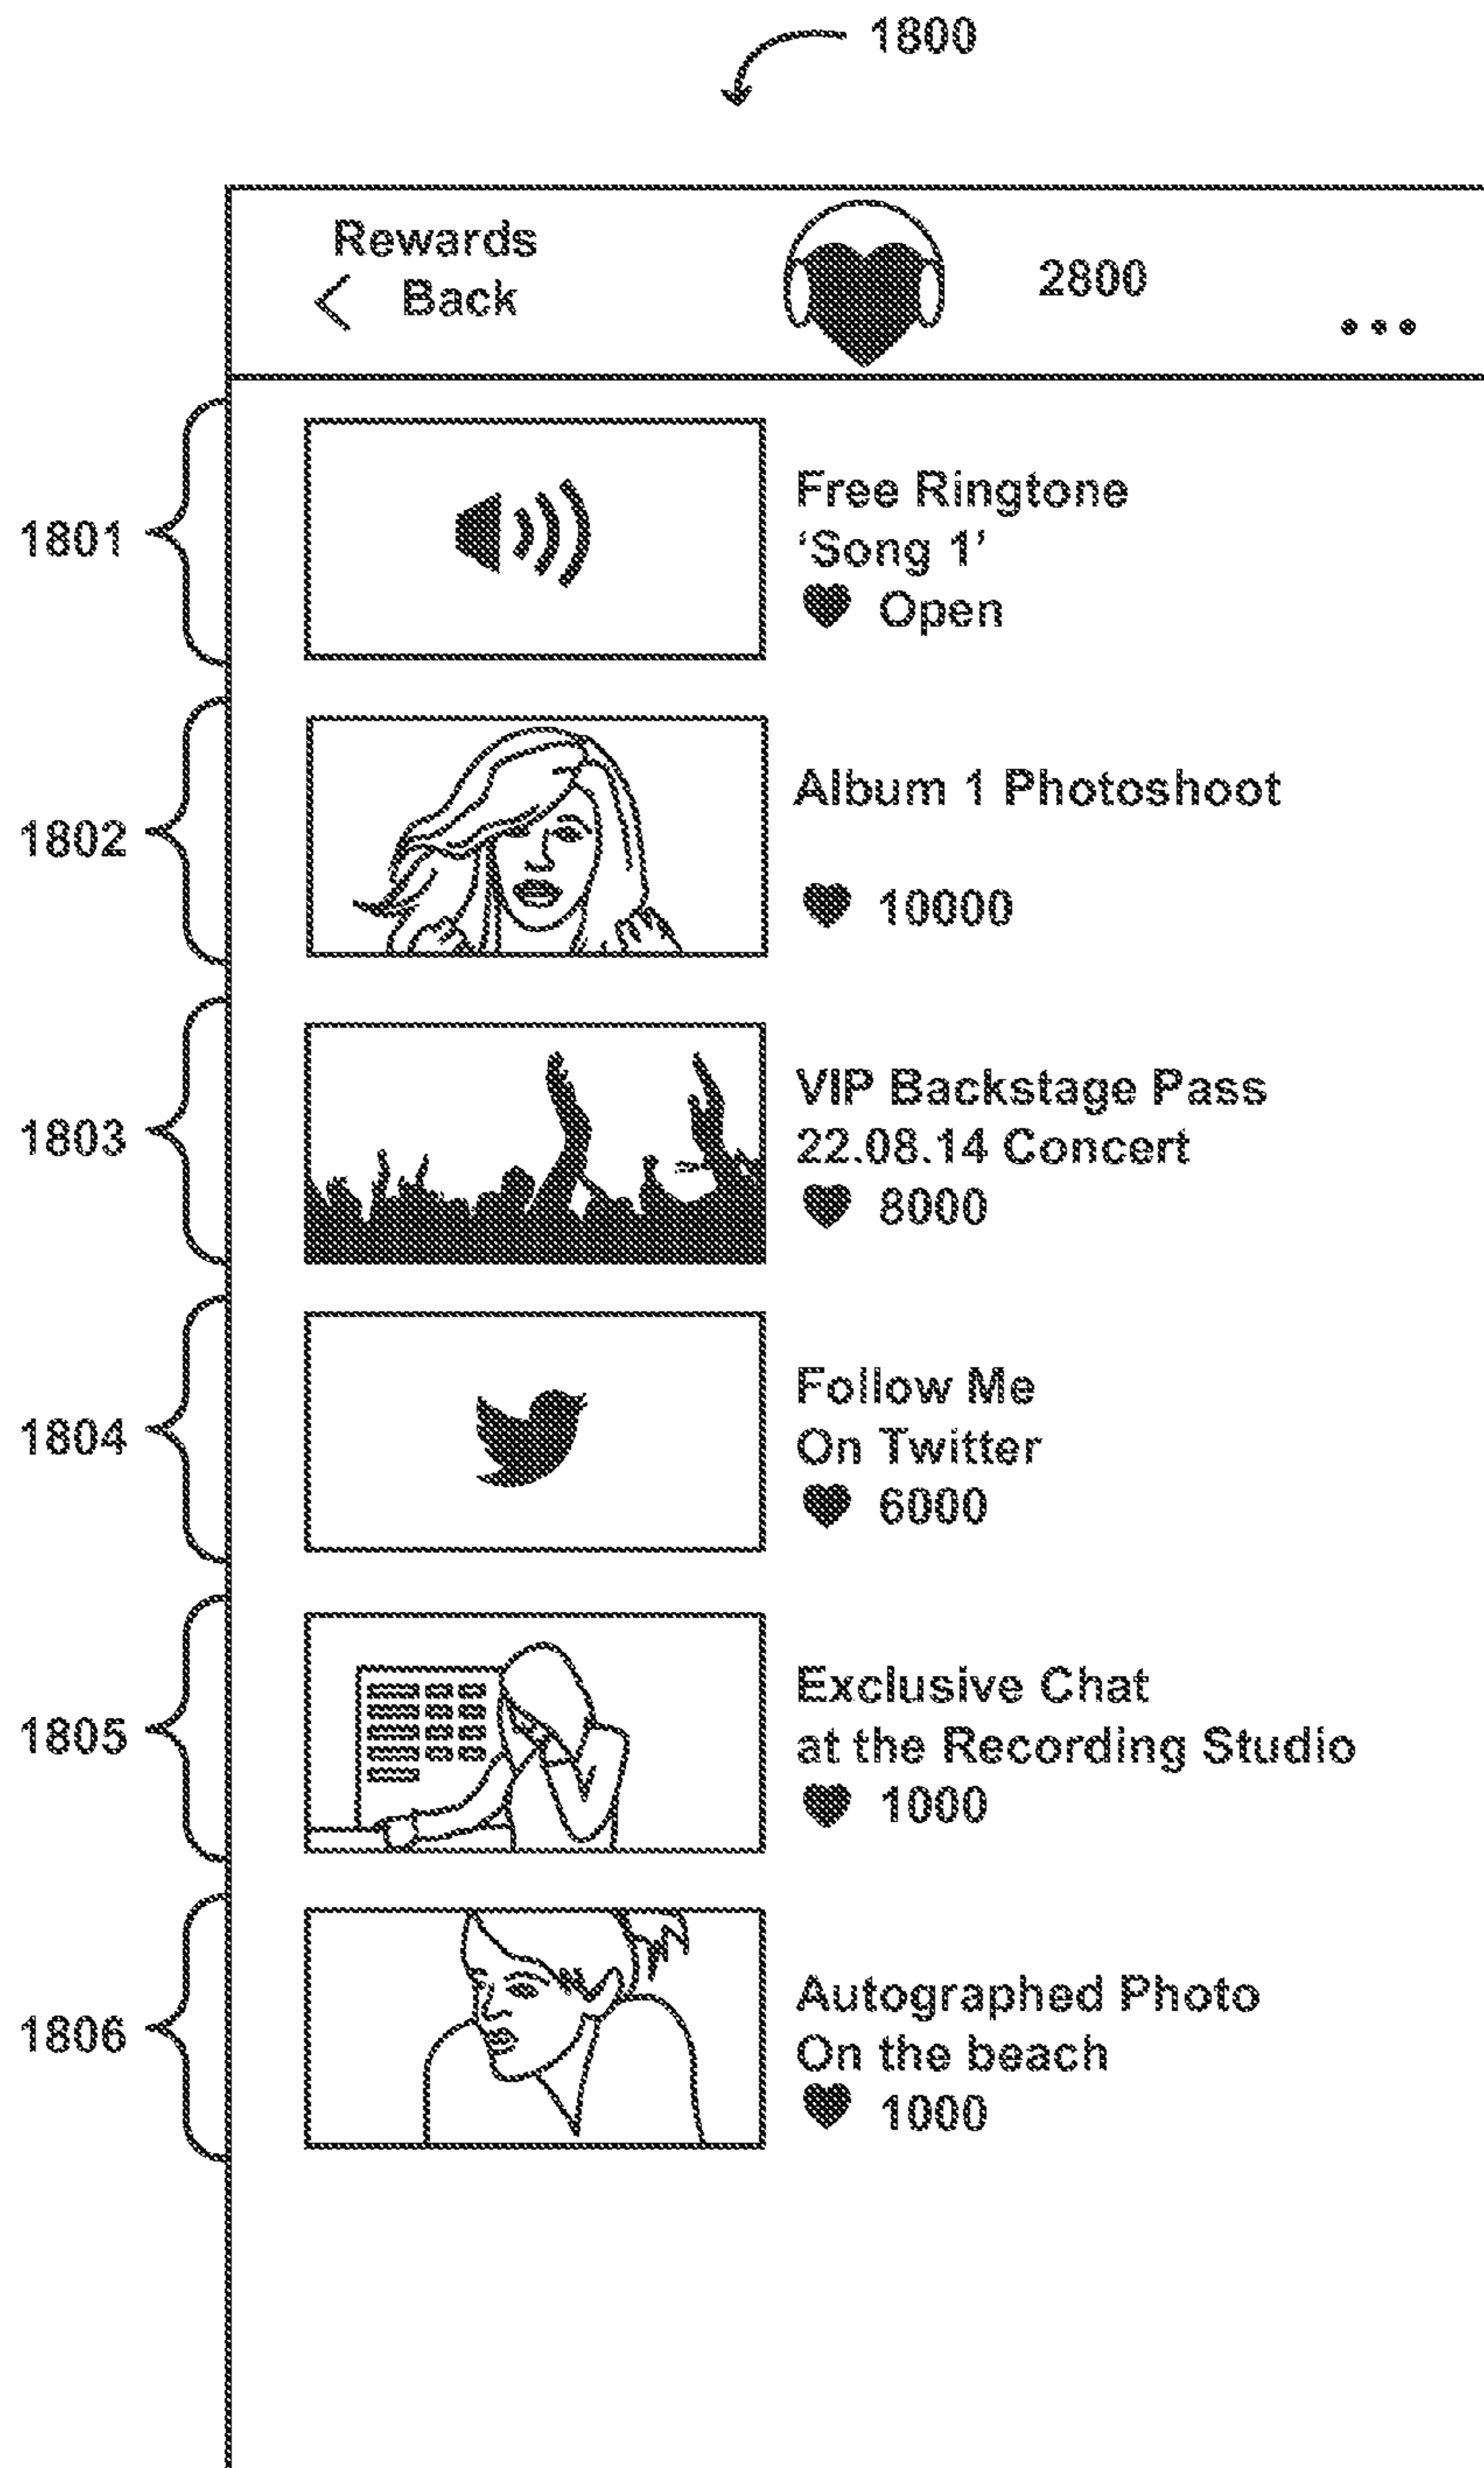 1800
Rewards
Back
2800
1801
Free Ringtone
‘Song 1’
Open
1802
Album 1 Photoshoot
10000
1803
VIP Backstage Pass
22.08.14 Concert
8000
1804
Follow Me
On Twitter
6000
1805
Exclusive Chat
at the Recording Studio
1000
1806
Autographed Photo
On the beach
1000